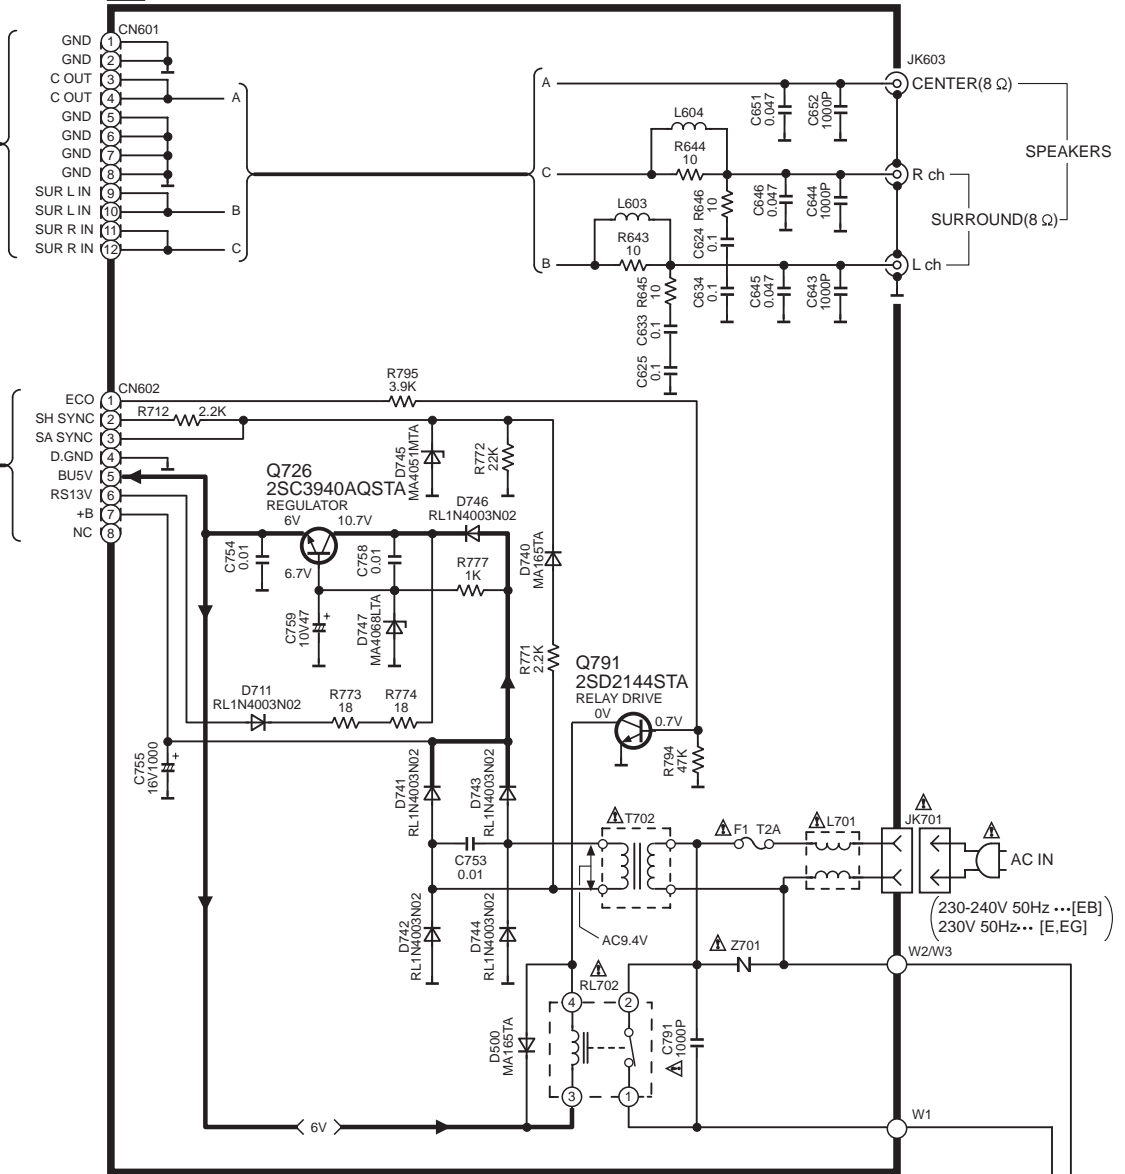 CN601
GND 1
GND 2
C OUT 3
C OUT 4
GND 5
GND 6
GND 7
GND 8
SUR L IN 9
SUR L IN 10
SUR R IN 11
SUR R IN 12
A
B
C
A
C
B
L604
R644
10
L603
R643
10
R646
10
C624
0.1
C634
0.1
R645
10
C633
0.1
C625
0.1
C651
0.047
C652
1000P
C646
0.047
C644
1000P
C645
0.047
C643
1000P
JK603
CENTER(8 Ω)
R ch
L ch
SURROUND(8 Ω)
SPEAKERS
CN602
ECO 1
SH SYNC 2
SA SYNC 3
D.GND 4
BU5V 5
RS13V 6
+B 7
NC 8
R795
3.9K
R712 2.2K
D745
MA4051MTA
R772
22K
Q726
2SC3940AQSTA
REGULATOR
6V 10.7V
6.7V
D746
RL1N4003N02
C754
0.01
C758
0.01
R777
1K
D740
MA165TA
C759
10V47
+
D747
MA4068LTA
R771
2.2K
Q791
2SD2144STA
RELAY DRIVE
0V 0.7V
R794
47K
D711
RL1N4003N02
R773
18
R774
18
C755
16V1000
+
D741
RL1N4003N02
D743
RL1N4003N02
C753
0.01
D742
RL1N4003N02
D744
RL1N4003N02
T702
F1 T2A
L701
JK701
AC IN
(230-240V 50Hz •••[EB]
230V 50Hz••• [E,EG])
AC9.4V
Z701
W2/W3
RL702
4 2
3 1
D500
MA165TA
C791
1000P
6V
W1